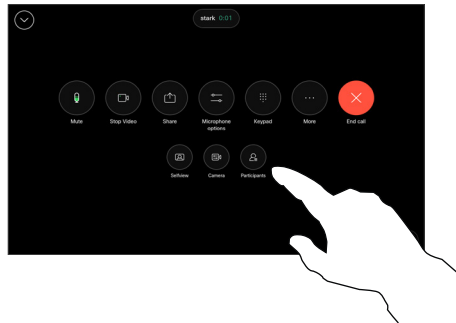 stark 0:01
Mute
Stop Video
Share
Microphone
options
Keypad
More
End call
Selfview
Camera
Participants